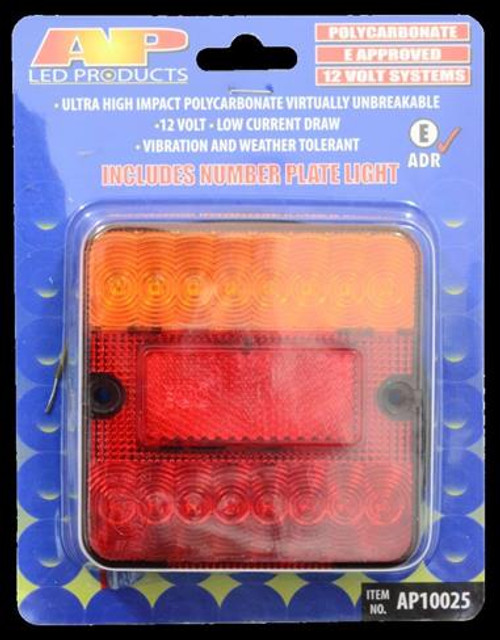 AP
LED PRODUCTS
POLYCARBONATE
E APPROVED
12 VOLT SYSTEMS
• ULTRA HIGH IMPACT POLYCARBONATE VIRTUALLY UNBREAKABLE
•12 VOLT • LOW CURRENT DRAW
• VIBRATION AND WEATHER TOLERANT
E
ADR
INCLUDES NUMBER PLATE LIGHT
ITEM
NO. AP10025